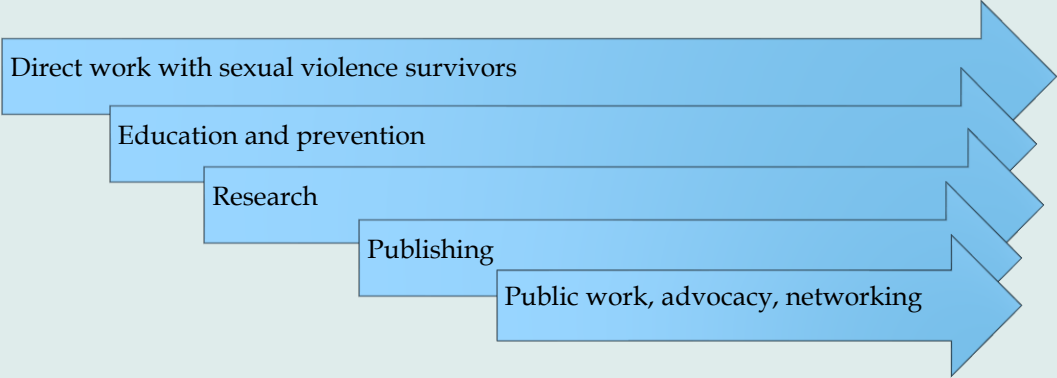 Direct work with sexual violence survivors
Education and prevention
Research
Publishing
Public work, advocacy, networking